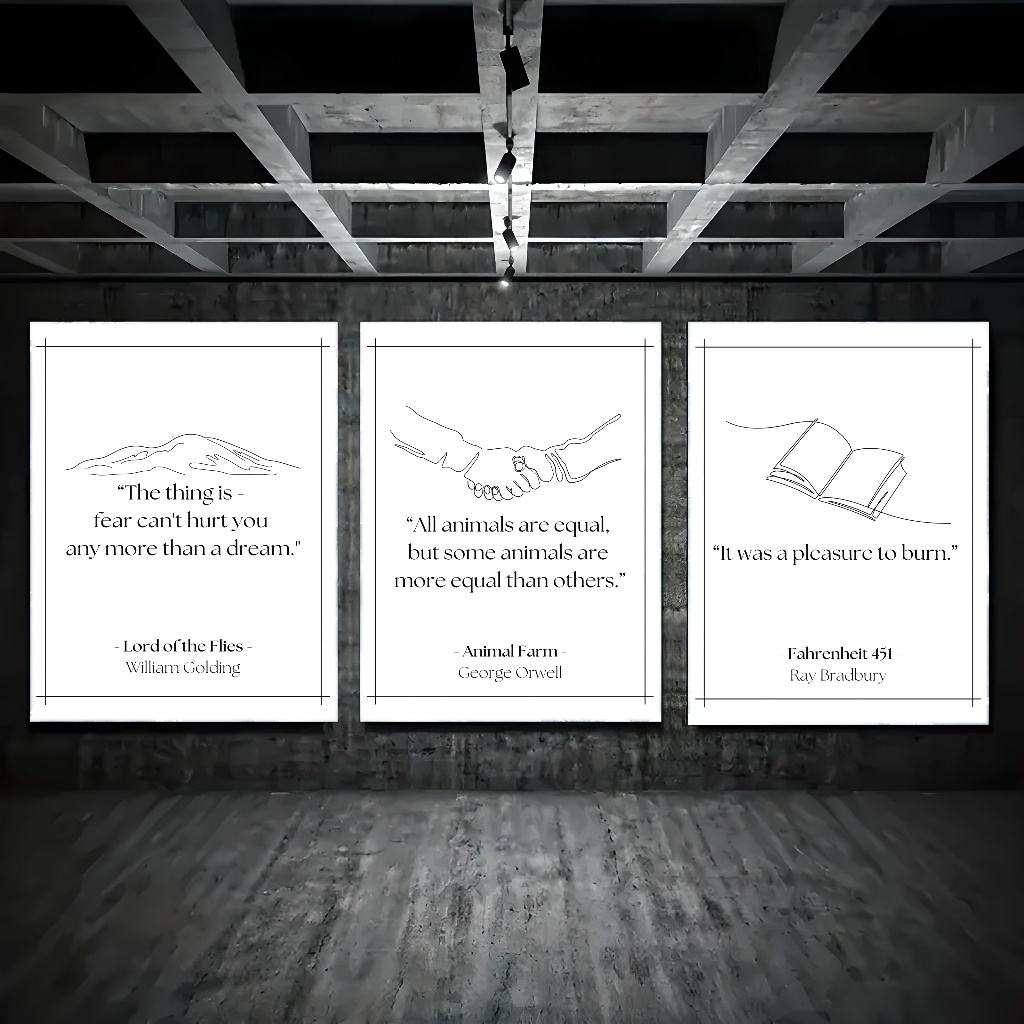 “The thing is -
fear can't hurt you
any more than a dream."
- Lord of the Flies -
William Golding
“All animals are equal,
but some animals are
more equal than others.”
- Animal Farm -
George Orwell
“It was a pleasure to burn.”
Fahrenheit 451
Ray Bradbury